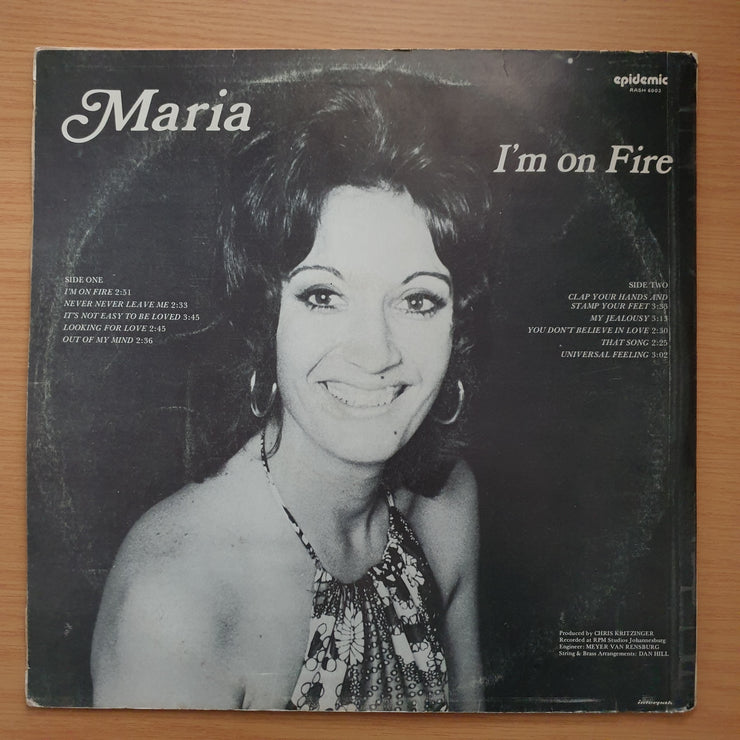 epidemic
RASH 6003
Maria
I'm on Fire
SIDE ONE
I'M ON FIRE 2:51
NEVER NEVER LEAVE ME 2:33
IT'S NOT EASY TO BE LOVED 3:45
LOOKING FOR LOVE 2:45
OUT OF MY MIND 2:36
SIDE TWO
CLAP YOUR HANDS AND
STAMP YOUR FEET 3:35
MY JEALOUSY 3:13
YOU DON'T BELIEVE IN LOVE 2:30
THAT SONG 2:25
UNIVERSAL FEELING 3:02
Produced by CHRIS KRITZINGER
Recorded at RPM Studios Johannesburg
Engineer: MEYER VAN RENSBURG
String & Brass Arrangements: DAN HILL